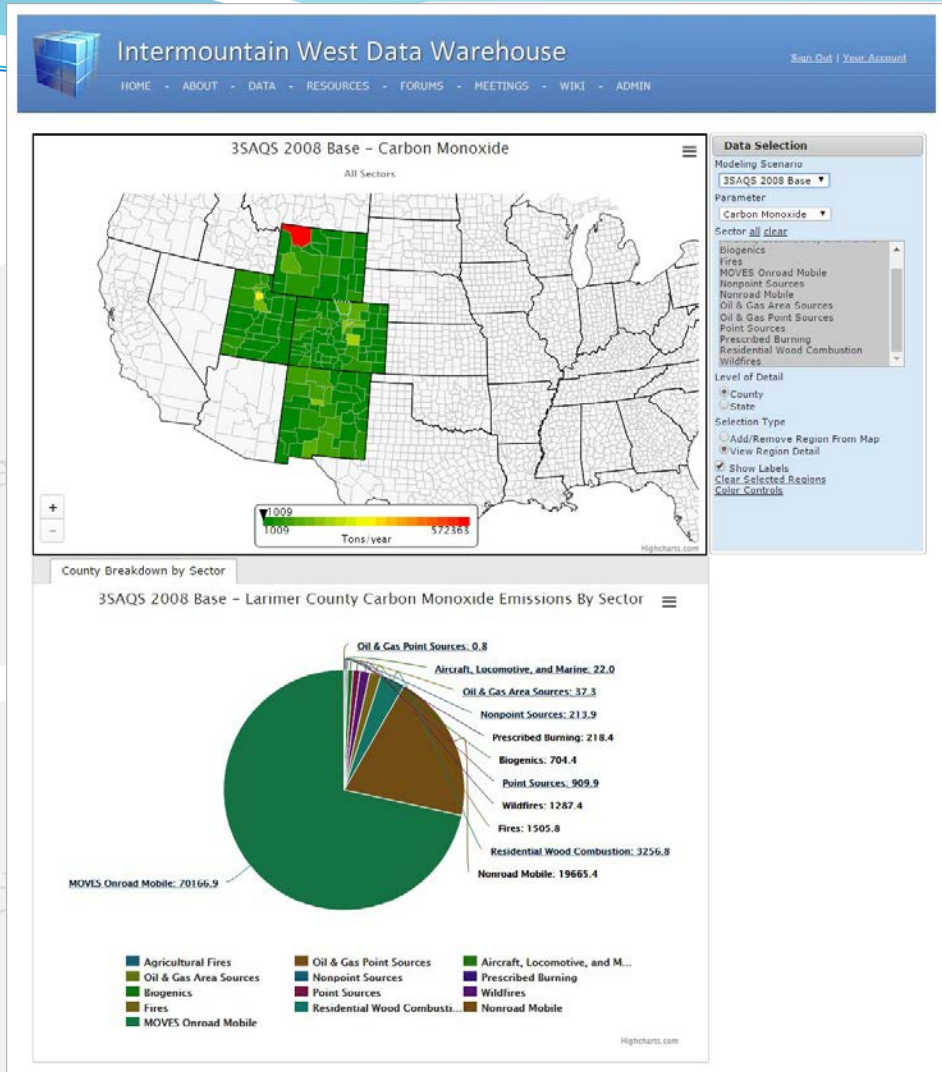 Intermountain West Data Warehouse
Sign Out | Your Account
HOME - ABOUT - DATA - RESOURCES - FORUMS - MEETINGS - WIKI - ADMIN
3SAQS 2008 Base - Carbon Monoxide
All Sectors
+
-
1009
1009 572363
Tons/year
Highcharts.com
Data Selection
Modeling Scenario
3SAQS 2008 Base
Parameter
Carbon Monoxide
Sector all clear
Biogenics
Fires
MOVES Onroad Mobile
Nonpoint Sources
Nonroad Mobile
Oil & Gas Area Sources
Oil & Gas Point Sources
Point Sources
Prescribed Burning
Residential Wood Combustion
Wildfires
Level of Detail
County
State
Selection Type
Add/Remove Region From Map
View Region Detail
Show Labels
Clear Selected Regions
Color Controls
County Breakdown by Sector
3SAQS 2008 Base - Larimer County Carbon Monoxide Emissions By Sector
Oil & Gas Point Sources: 0.8
Aircraft, Locomotive, and Marine: 22.0
Oil & Gas Area Sources: 37.3
Nonpoint Sources: 213.9
Prescribed Burning: 218.4
Biogenics: 704.4
Point Sources: 909.9
Wildfires: 1287.4
Fires: 1505.8
Residential Wood Combustion: 3256.8
Nonroad Mobile: 19665.4
MOVES Onroad Mobile: 70166.9
Agricultural Fires Oil & Gas Point Sources Aircraft, Locomotive, and M...
Oil & Gas Area Sources Nonpoint Sources Prescribed Burning
Biogenics Point Sources Wildfires
Fires Residential Wood Combusti... Nonroad Mobile
MOVES Onroad Mobile
Highcharts.com